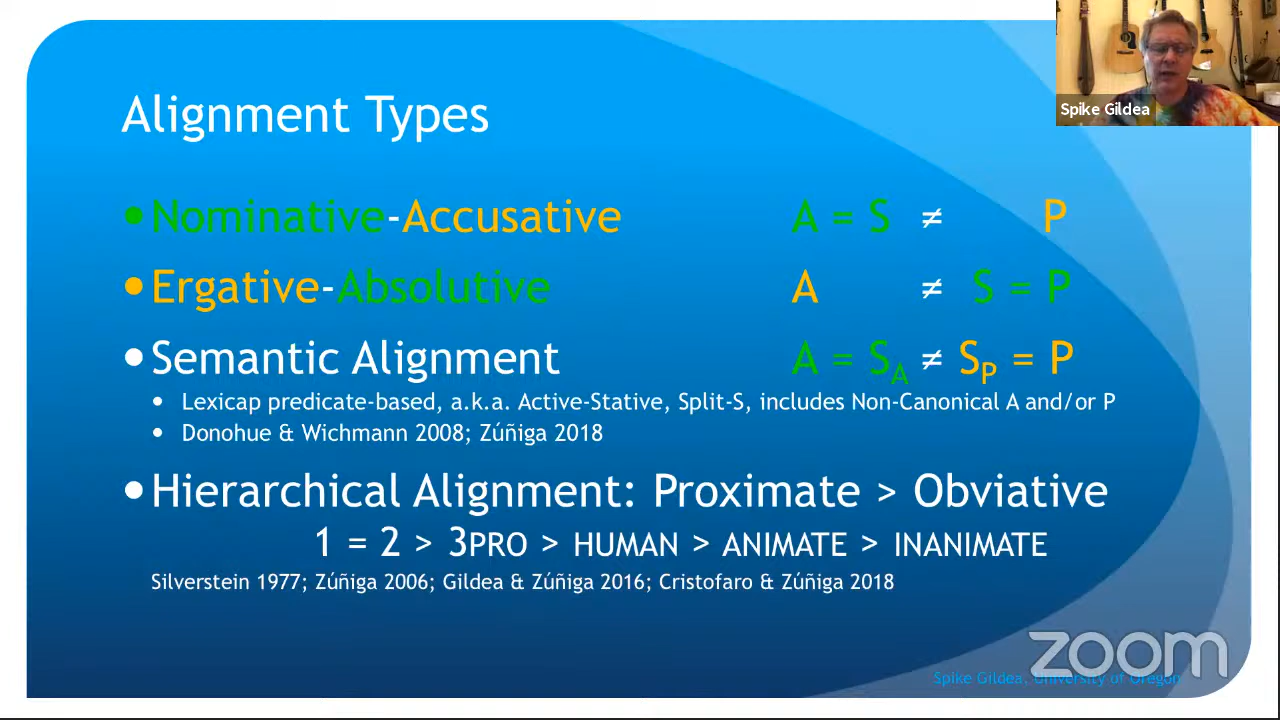 Spike Gildea
Alignment Types
• Nominative-Accusative A = S ≠ P
• Ergative-Absolutive A ≠ S = P
• Semantic Alignment A = S_A ≠ S_P = P
• Lexicap predicate-based, a.k.a. Active-Stative, Split-S, includes Non-Canonical A and/or P
• Donohue & Wichmann 2008; Zúñiga 2018
• Hierarchical Alignment: Proximate > Obviative
1 = 2 > 3PRO > HUMAN > ANIMATE > INANIMATE
Silverstein 1977; Zúñiga 2006; Gildea & Zúñiga 2016; Cristofaro & Zúñiga 2018
zoom
Spike Gildea, University of Oregon